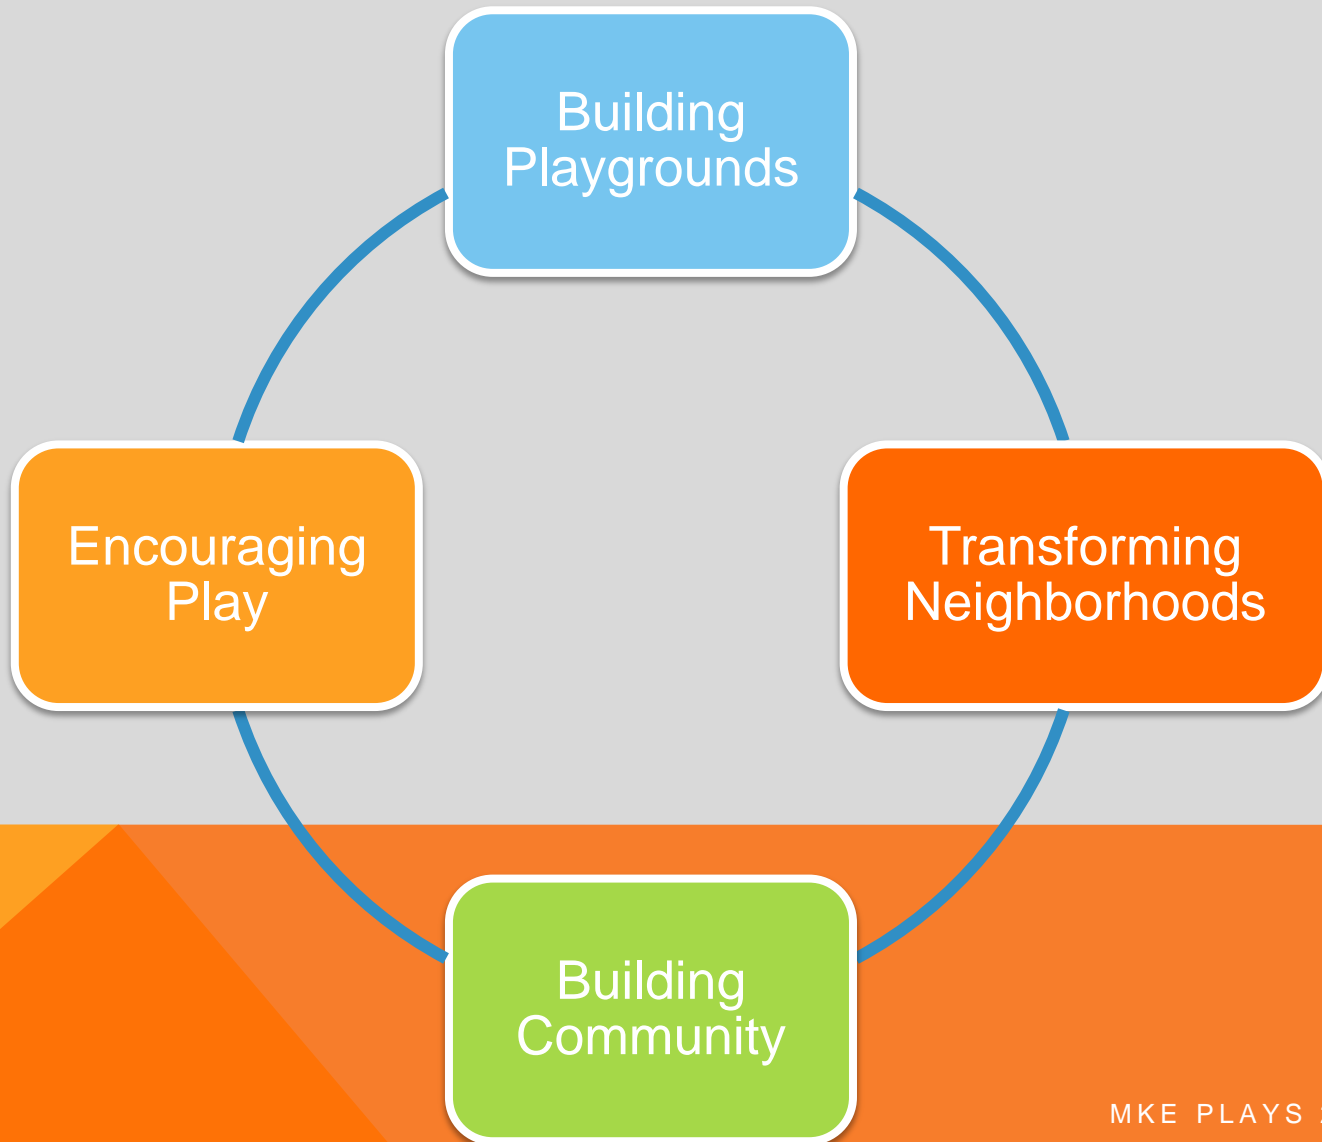 Building
Playgrounds
Encouraging
Play
Transforming
Neighborhoods
Building
Community
MKE PLAYS